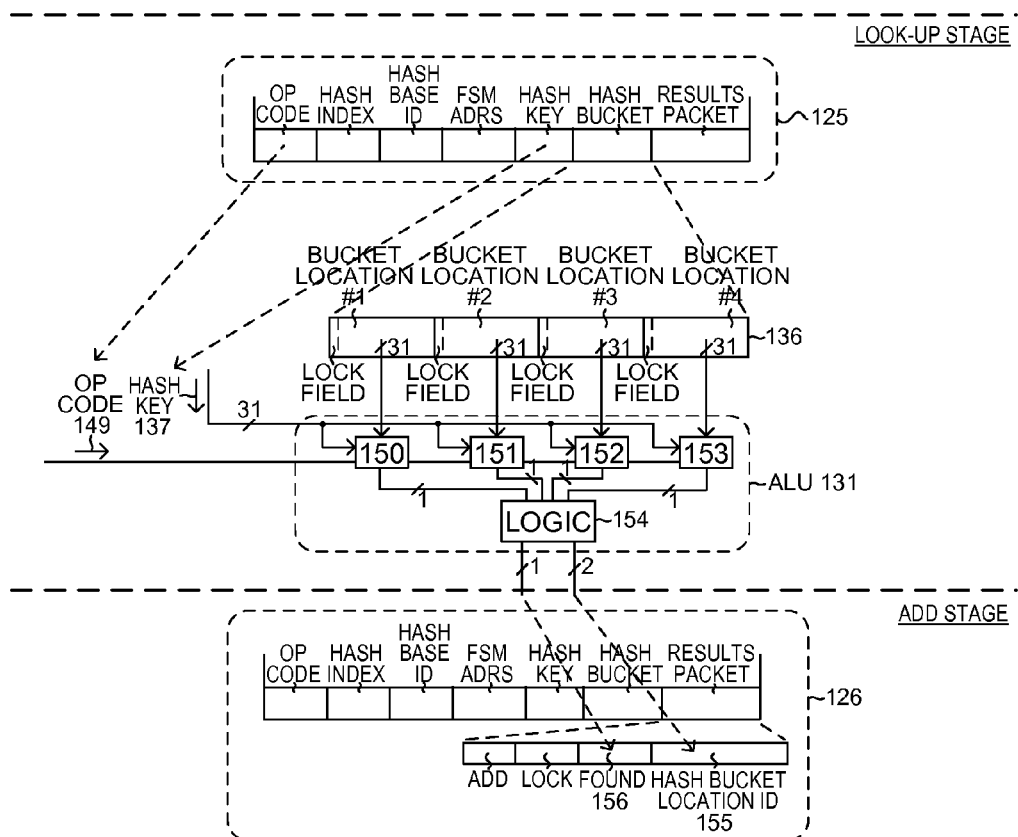 LOOK-UP STAGE
OP CODE
HASH INDEX
HASH BASE ID
FSM ADRS
HASH KEY
HASH BUCKET
RESULTS PACKET
125
BUCKET LOCATION #1
BUCKET LOCATION #2
BUCKET LOCATION #3
BUCKET LOCATION #4
136
31
31
31
31
LOCK FIELD
LOCK FIELD
LOCK FIELD
LOCK FIELD
OP CODE 149
HASH KEY 137
31
150
151
152
153
1
1
1
1
ALU 131
LOGIC
154
1
2
ADD STAGE
OP CODE
HASH INDEX
HASH BASE ID
FSM ADRS
HASH KEY
HASH BUCKET
RESULTS PACKET
126
ADD
LOCK
FOUND 156
HASH BUCKET LOCATION ID 155